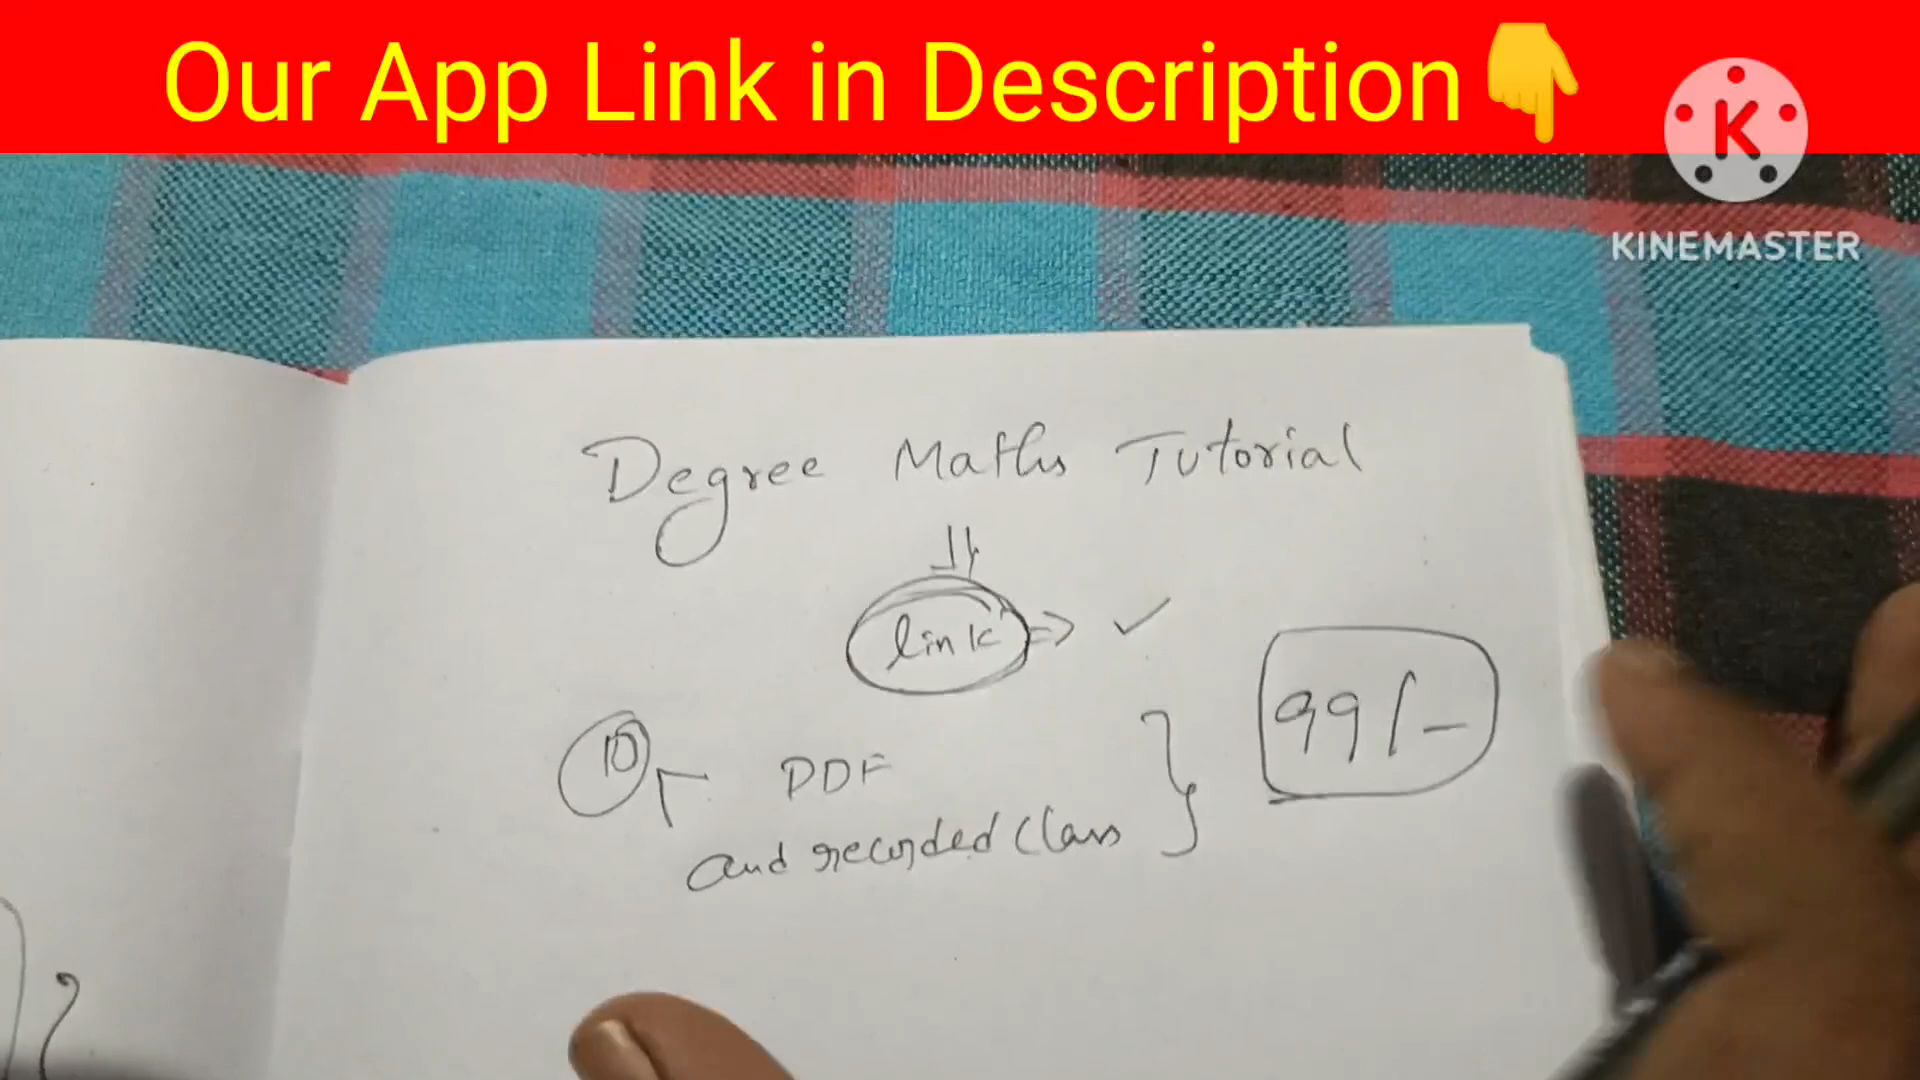 Our App Link in Description👇
K
KINEMASTER
Degree Maths Tutorial
link ⇒ ✓
99/-
10
PDF
and recorded class